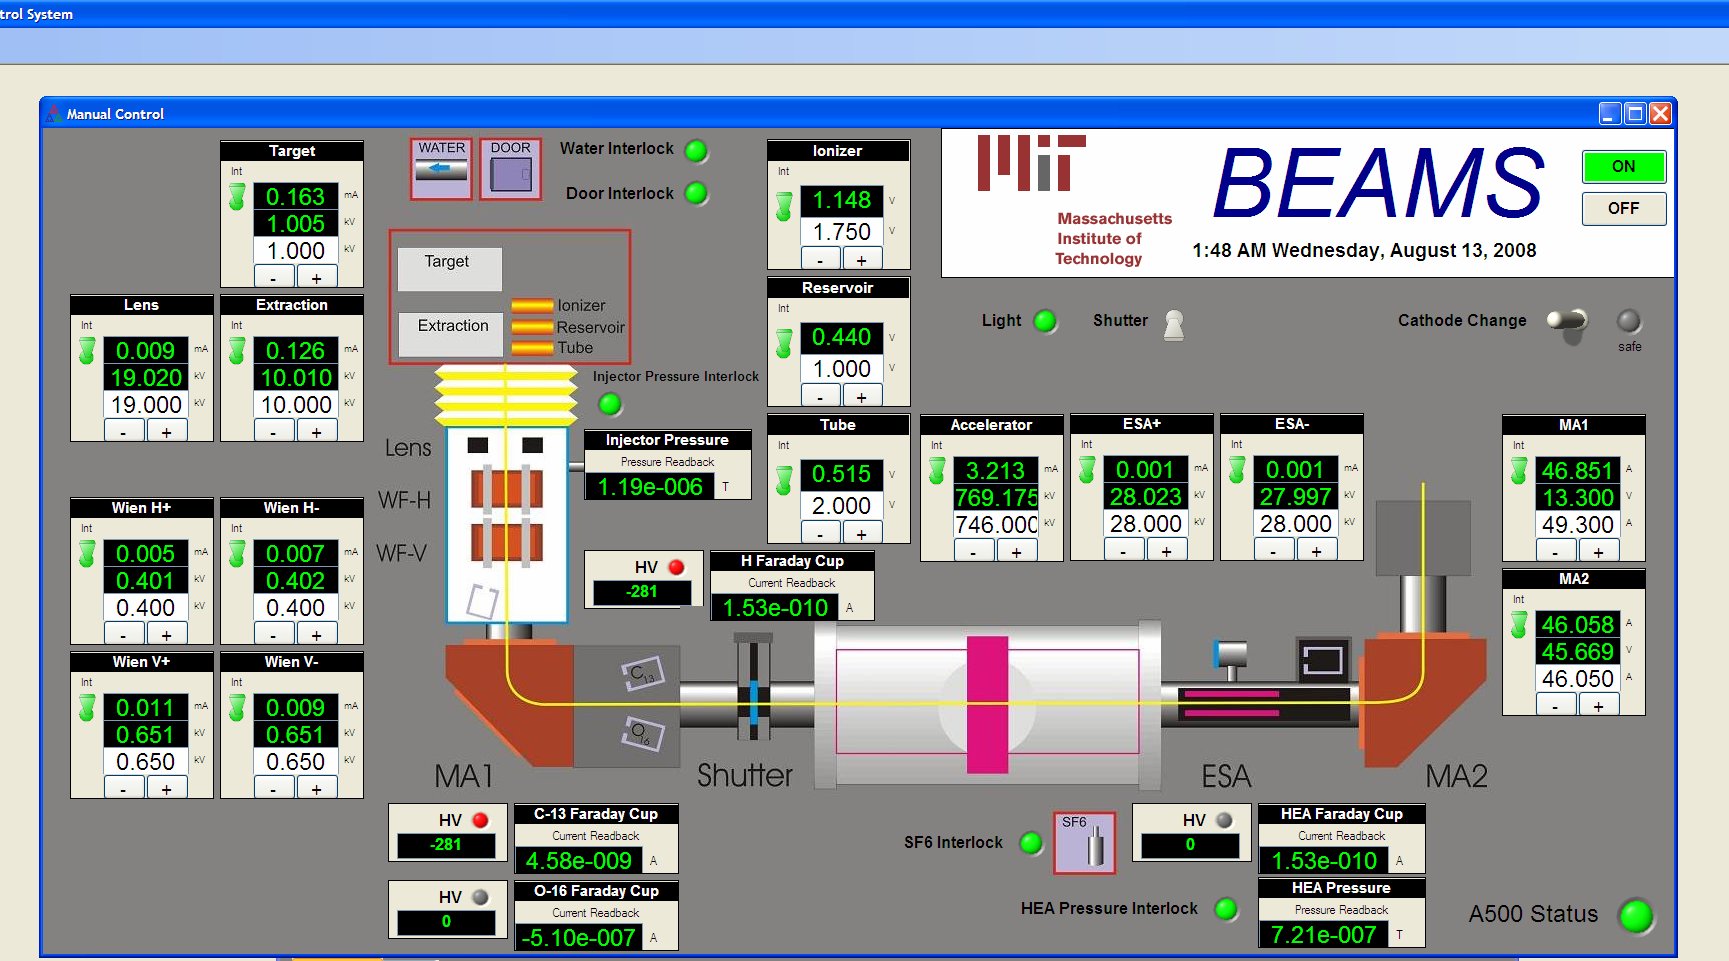 trol System
Manual Control
Target
Int
0.163 mA
1.005 kV
1.000 kV
- +
WATER
DOOR
Water Interlock
Door Interlock
Ionizer
Int
1.148 V
1.750 V
- +
MIT
Massachusetts
Institute of
Technology
BEAMS
1:48 AM Wednesday, August 13, 2008
ON
OFF
Lens
Int
0.009 mA
19.020 kV
19.000 kV
- +
Extraction
Int
0.126 mA
10.010 kV
10.000 kV
- +
Target
Extraction
Ionizer
Reservoir
Tube
Injector Pressure Interlock
Reservoir
Int
0.440 V
1.000 V
- +
Light
Shutter
Cathode Change
safe
Lens
WF-H
WF-V
Injector Pressure
Pressure Readback
1.19e-006 T
Tube
Int
0.515 V
2.000 V
- +
Accelerator
Int
3.213 mA
769.175 kV
746.000 kV
- +
ESA+
Int
0.001 mA
28.023 kV
28.000 kV
- +
ESA-
Int
0.001 mA
27.997 kV
28.000 kV
- +
MA1
Int
46.851 A
13.300 V
49.300 A
- +
Wien H+
Int
0.005 mA
0.401 kV
0.400 kV
- +
Wien H-
Int
0.007 mA
0.402 kV
0.400 kV
- +
HV
-281
H Faraday Cup
Current Readback
1.53e-010 A
MA2
Int
46.058 A
45.669 V
46.050 A
- +
Wien V+
Int
0.011 mA
0.651 kV
0.650 kV
- +
Wien V-
Int
0.009 mA
0.651 kV
0.650 kV
- +
C13
O16
MA1
Shutter
ESA
MA2
HV
-281
C-13 Faraday Cup
Current Readback
4.58e-009 A
SF6 Interlock
SF6
HV
0
HEA Faraday Cup
Current Readback
1.53e-010 A
HV
0
O-16 Faraday Cup
Current Readback
-5.10e-007 A
HEA Pressure Interlock
HEA Pressure
Pressure Readback
7.21e-007 T
A500 Status